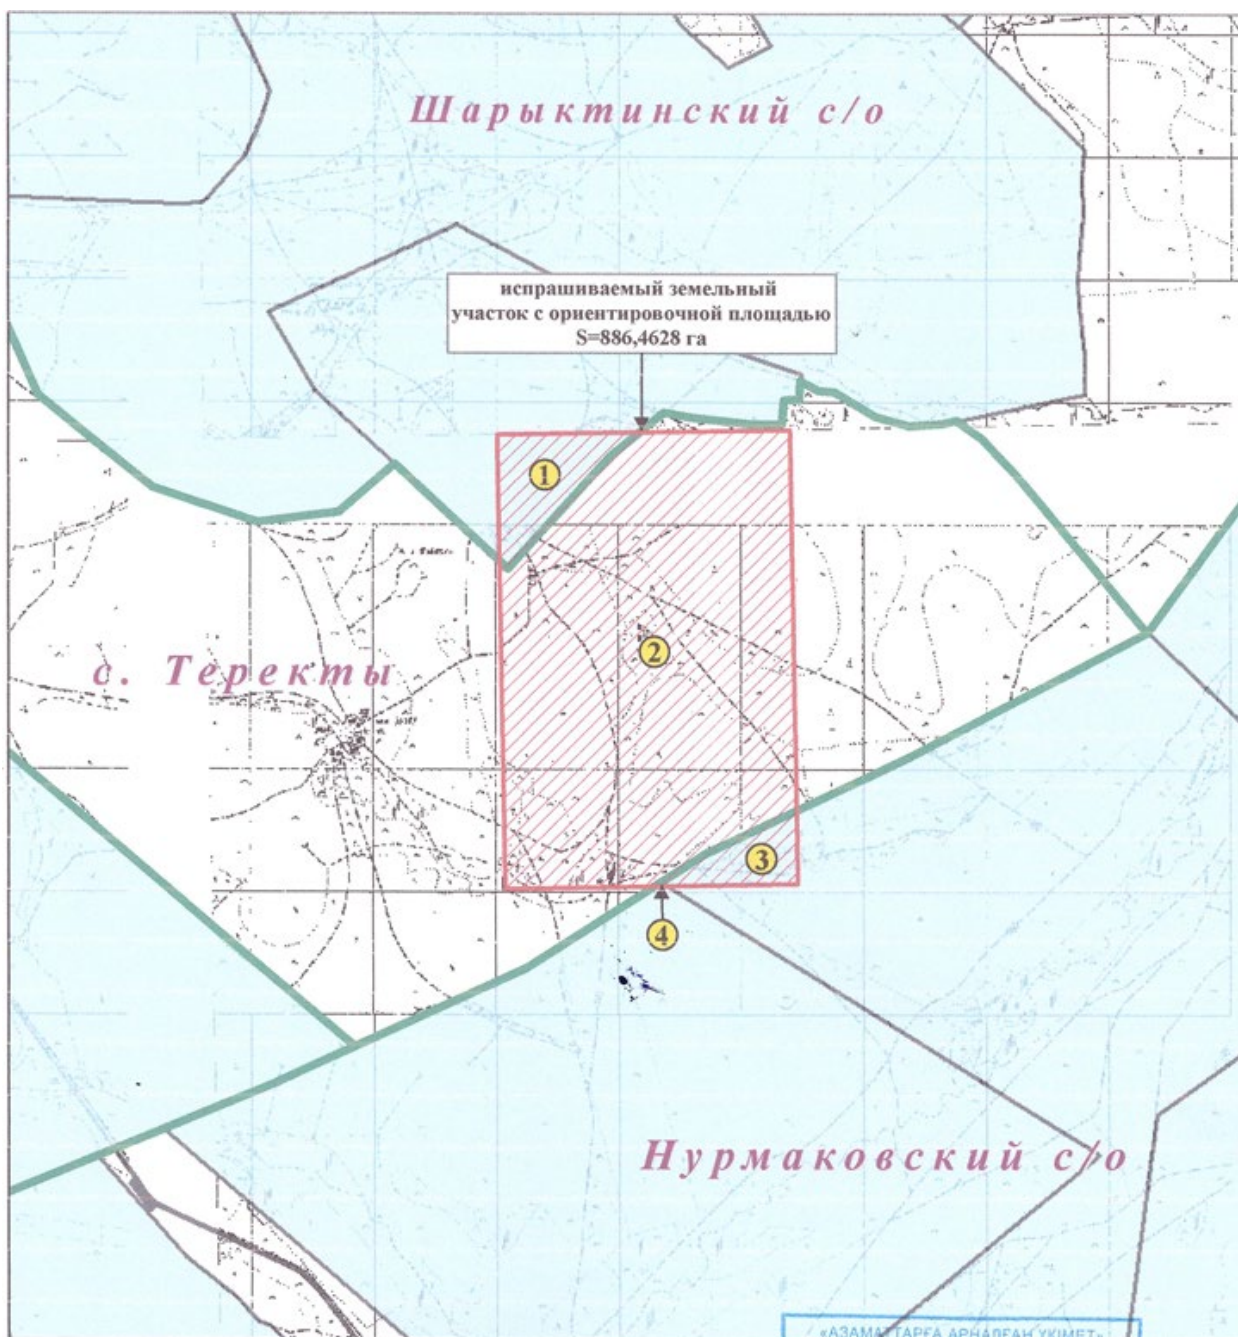 Шарыктинский с/о
испрашиваемый земельный
участок с ориентировочной площадью
S=886,4628 га
1
2
с. Теректы
3
4
Нурмаковский с/о
«АЗАМАТТАРҒА АРНАЛҒАН ҮКІМЕТ»